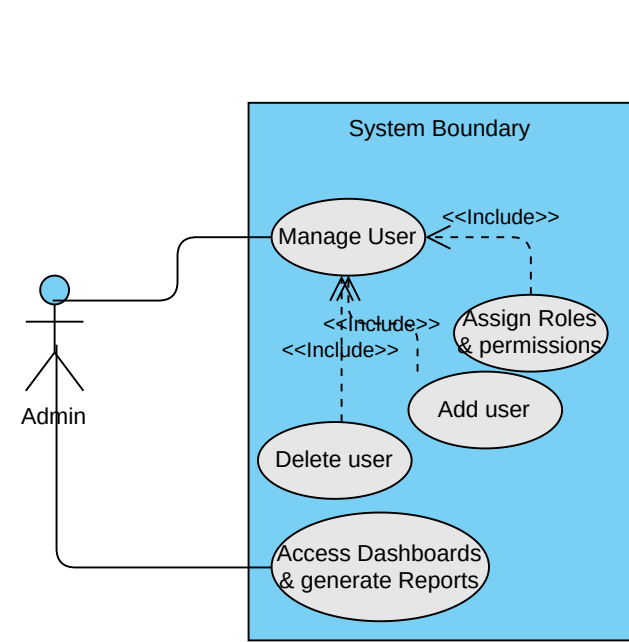 System Boundary
<<Include>>
Manage User
Assign Roles
& permissions
<<Include>>
<<Include>>
Add user
Admin
Delete user
Access Dashboards
& generate Reports